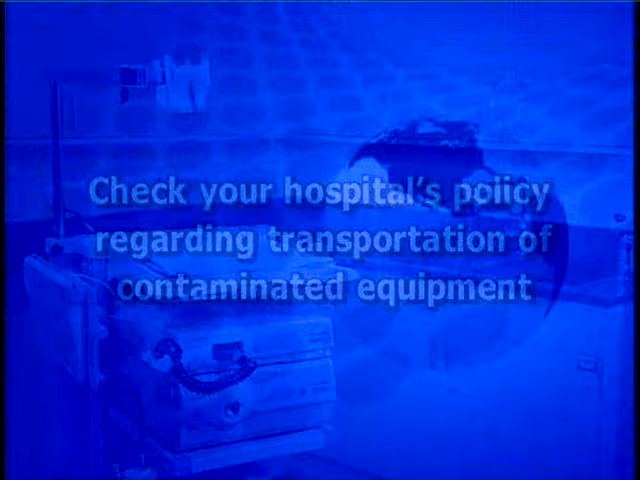 Check your hospital's policy
regarding transportation of
contaminated equipment